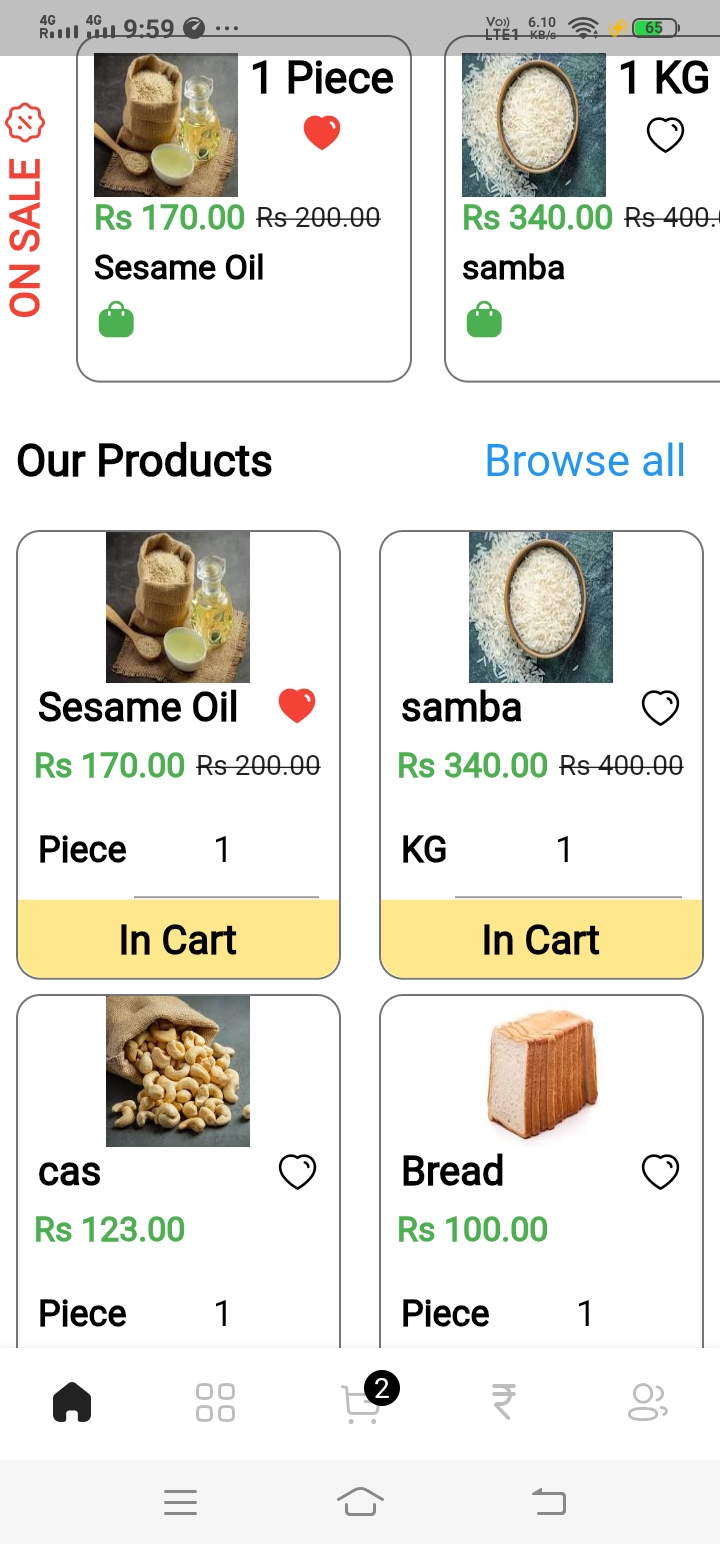 4G R 4G 9:59 ... Vo)) LTE1 6.10 KB/s 65
ON SALE
1 Piece
Rs 170.00 Rs 200.00
Sesame Oil
1 KG
Rs 340.00 Rs 400.
samba
Our Products Browse all
Sesame Oil
Rs 170.00 Rs 200.00
Piece 1
In Cart
samba
Rs 340.00 Rs 400.00
KG 1
In Cart
cas
Rs 123.00
Piece 1
Bread
Rs 100.00
Piece 1
2